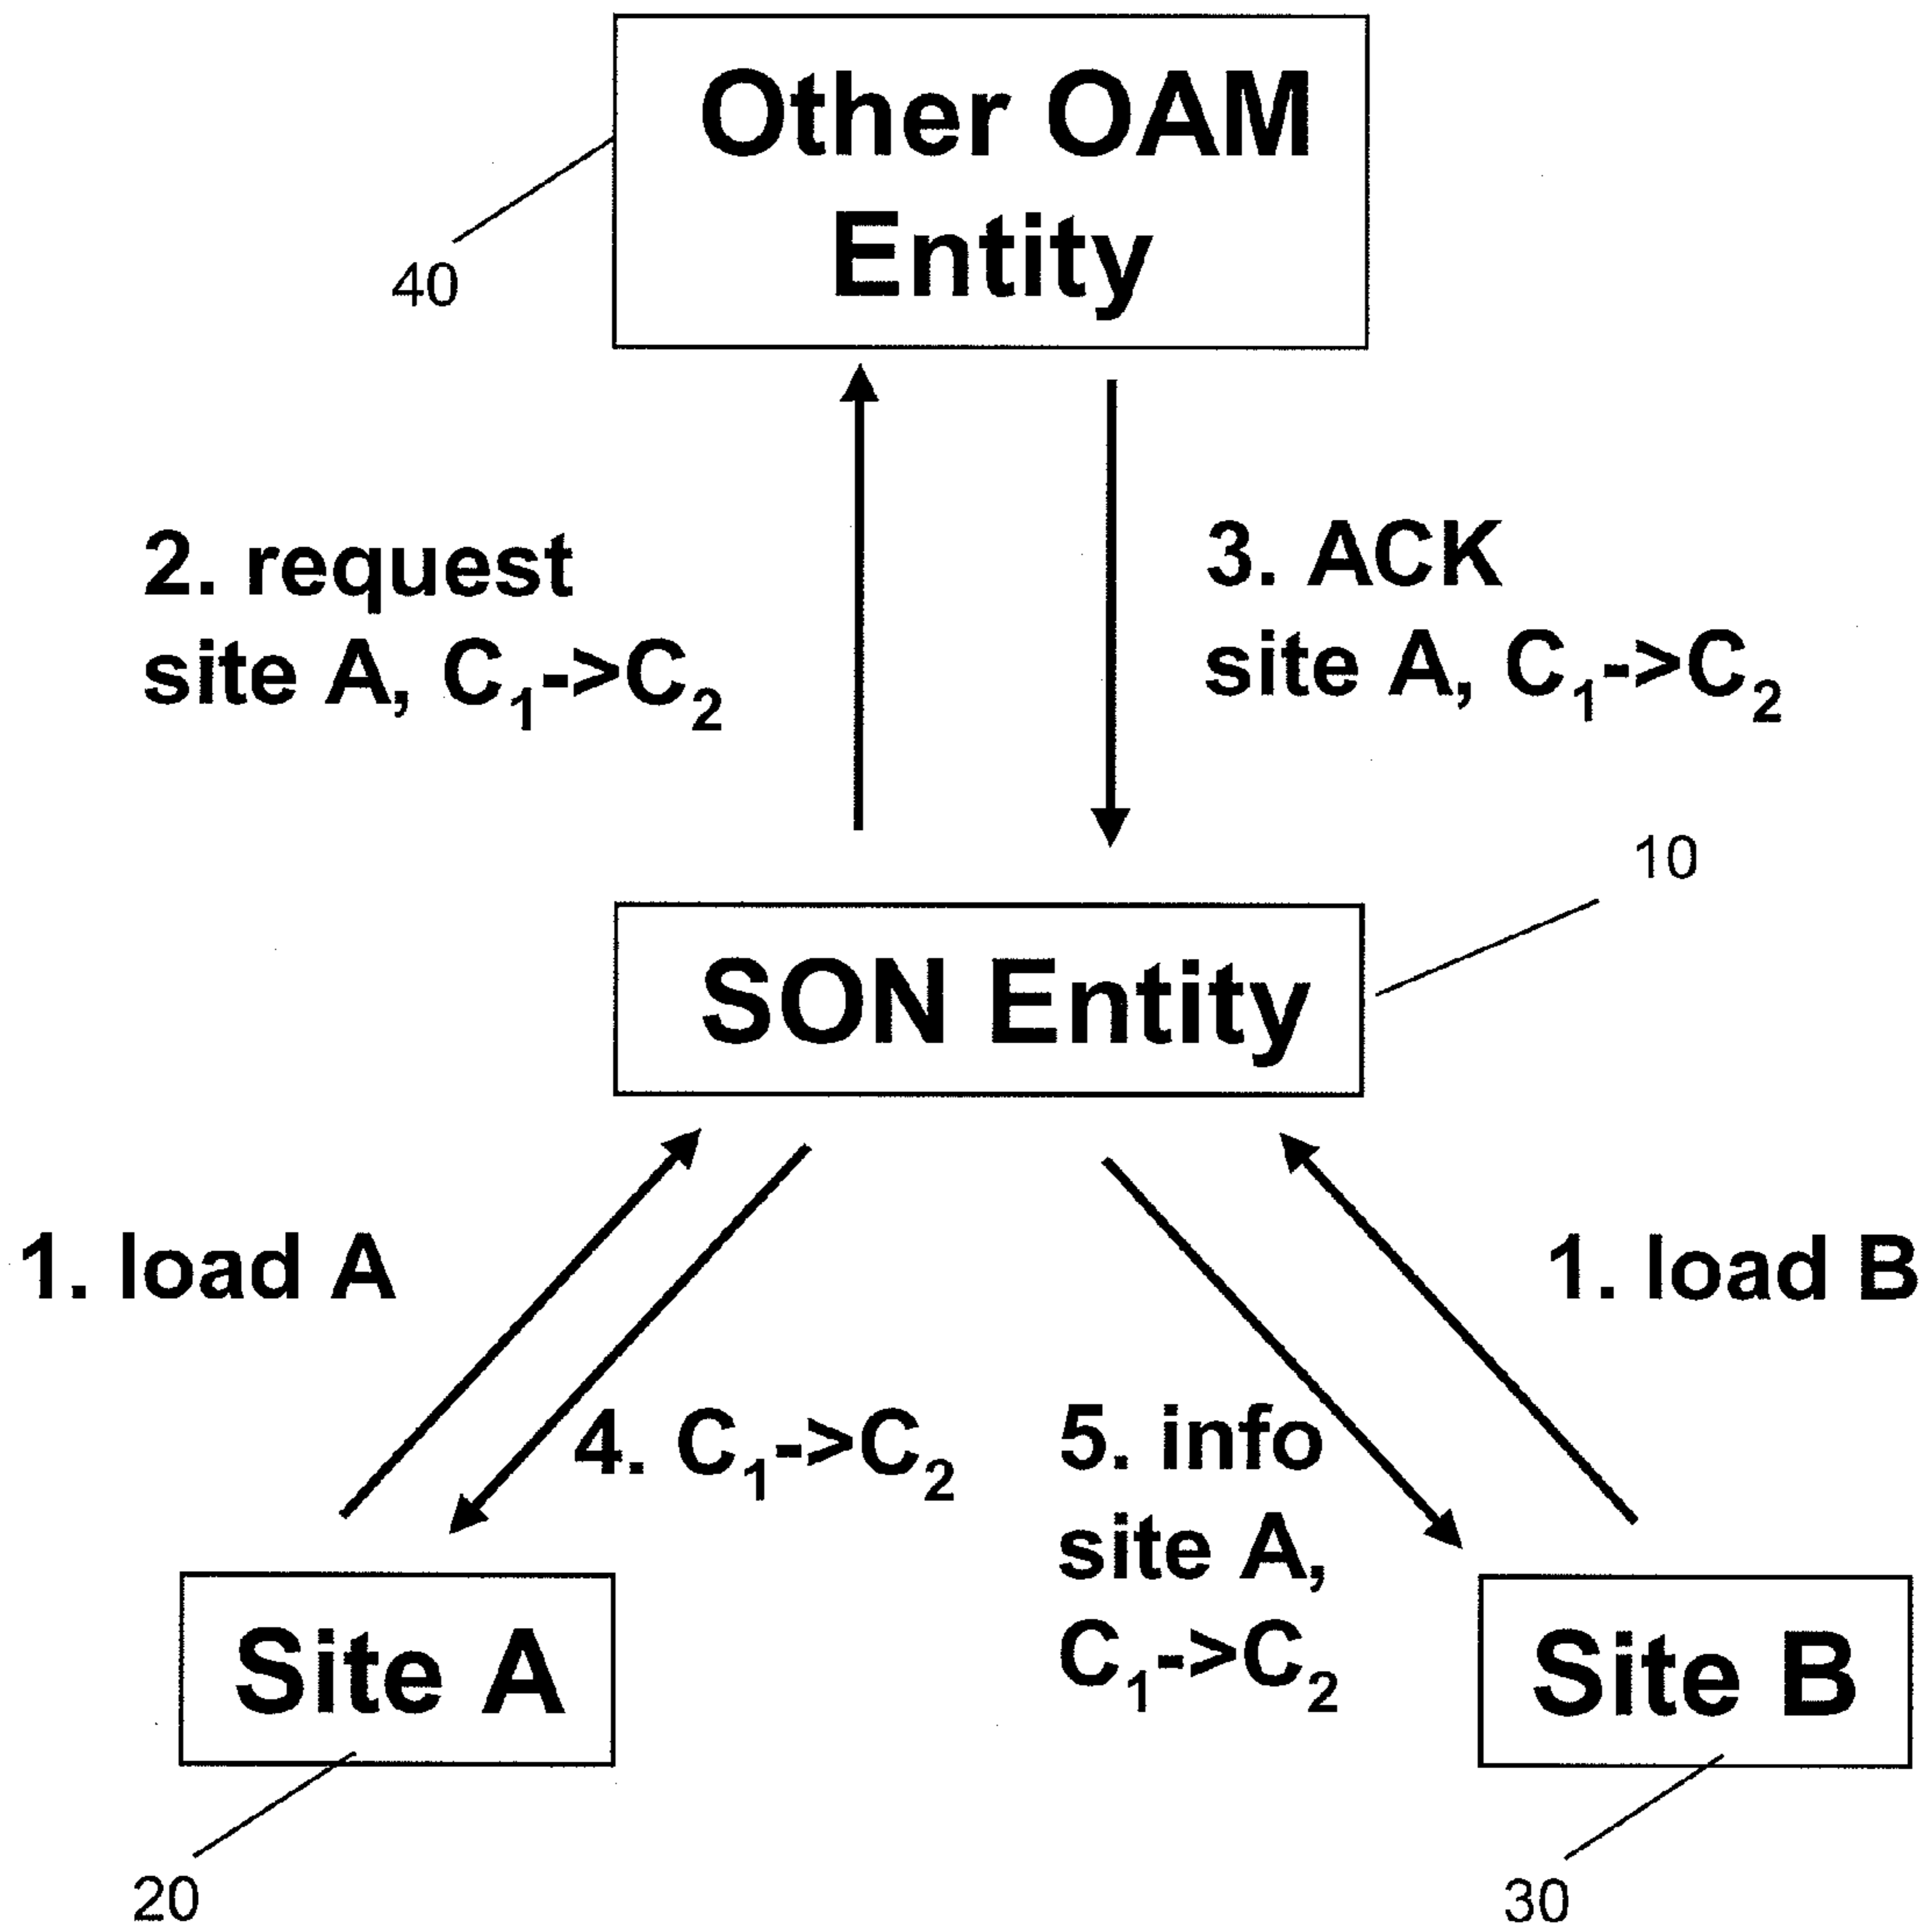 Other OAM
Entity
40
2. request
site A, C₁->C₂
3. ACK
site A, C₁->C₂
10
SON Entity
1. load A
1. load B
4. C₁->C₂
5. info
site A,
C₁->C₂
Site A
Site B
20
30